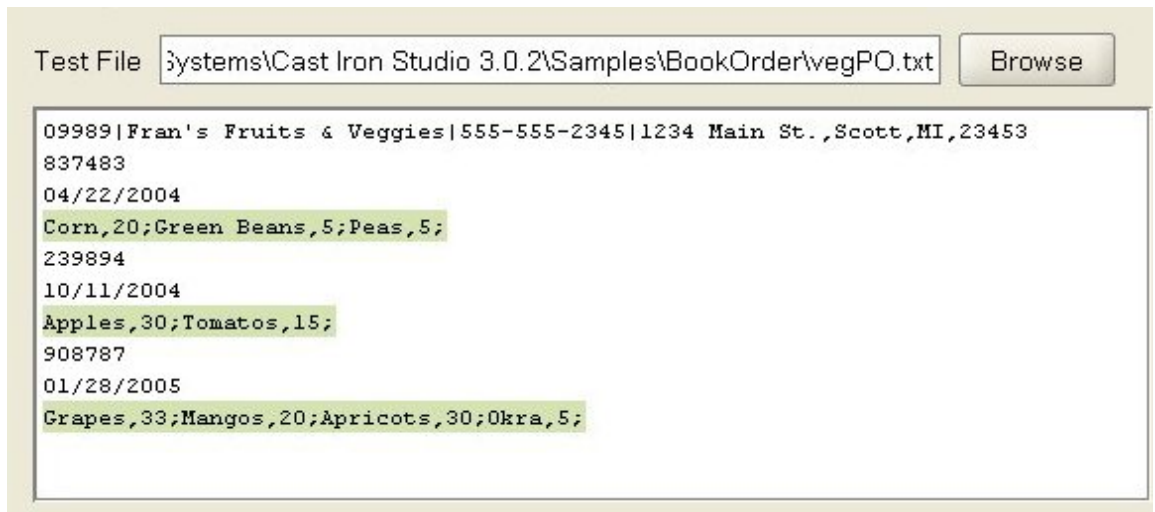 Test File Systems\Cast Iron Studio 3.0.2\Samples\BookOrder\vegPO.txt Browse
09989|Fran's Fruits & Veggies|555-555-2345|1234 Main St.,Scott,MI,23453
837483
04/22/2004
Corn,20;Green Beans,5;Peas,5;
239894
10/11/2004
Apples,30;Tomatos,15;
908787
01/28/2005
Grapes,33;Mangos,20;Apricots,30;Okra,5;